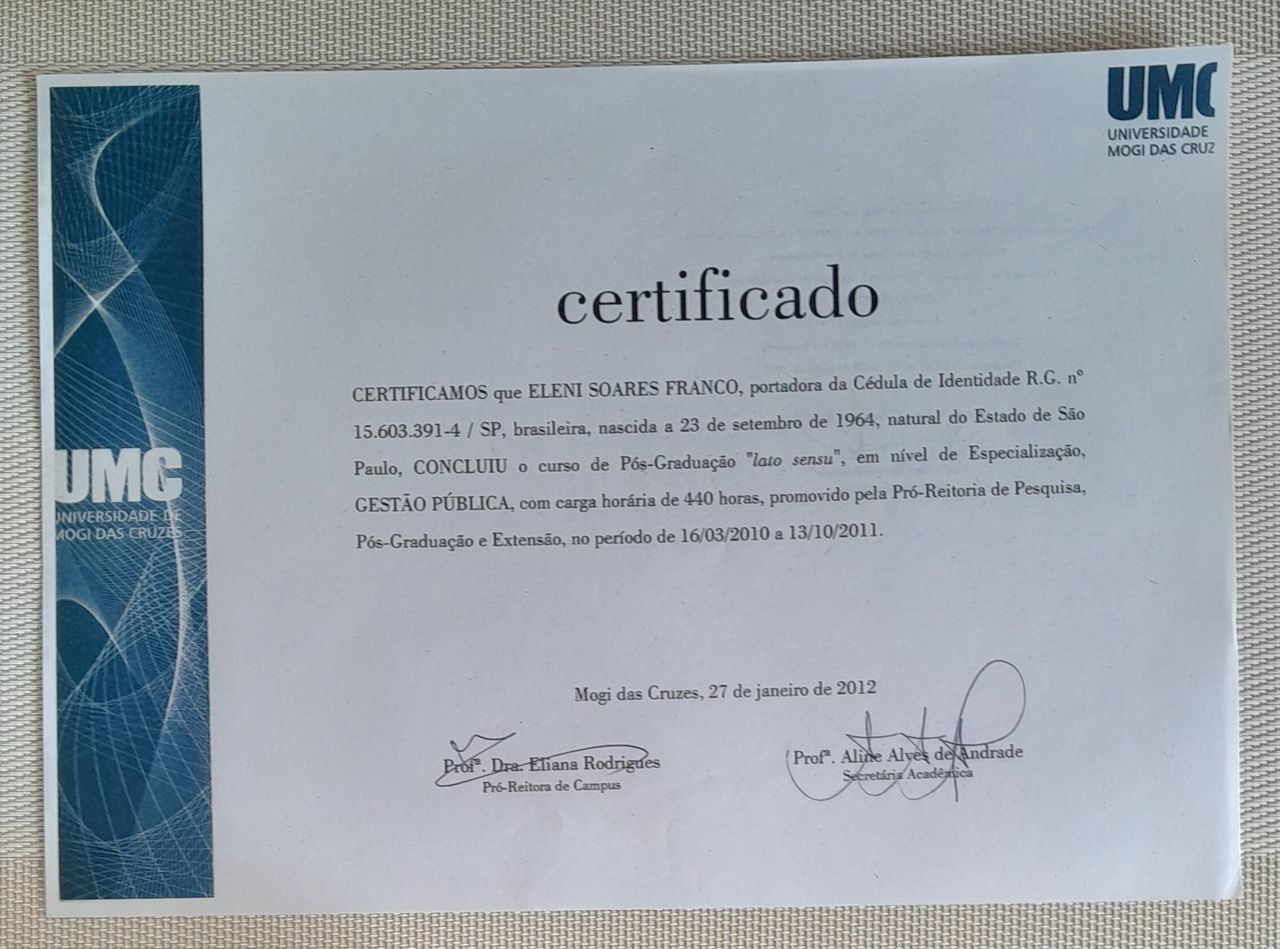 UMC
UNIVERSIDADE
MOGI DAS CRUZ
certificado
CERTIFICAMOS que ELENI SOARES FRANCO, portadora da Cédula de Identidade R.G. nº
15.603.391-4 / SP, brasileira, nascida a 23 de setembro de 1964, natural do Estado de São
Paulo, CONCLUIU o curso de Pós-Graduação "lato sensu", em nível de Especialização,
GESTÃO PÚBLICA, com carga horária de 440 horas, promovido pela Pró-Reitoria de Pesquisa,
Pós-Graduação e Extensão, no período de 16/03/2010 a 13/10/2011.
UMC
UNIVERSIDADE DE
MOGI DAS CRUZES
Mogi das Cruzes, 27 de janeiro de 2012
Profª. Dra. Eliana Rodrigues
Pró-Reitora de Campus
Profª. Aline Alves de Andrade
Secretária Acadêmica